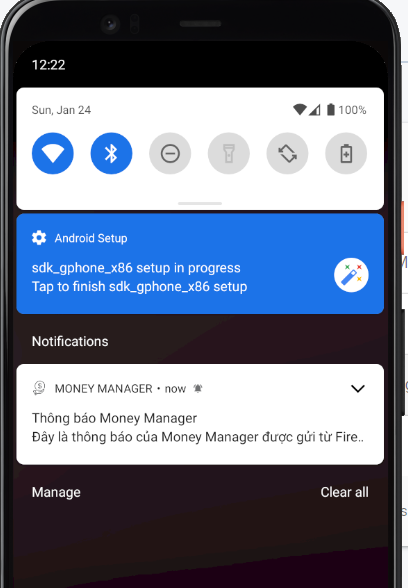 12:22
Sun, Jan 24
100%
Android Setup
sdk_gphone_x86 setup in progress
Tap to finish sdk_gphone_x86 setup
Notifications
MONEY MANAGER • now
Thông báo Money Manager
Đây là thông báo của Money Manager được gửi từ Fire..
Manage
Clear all